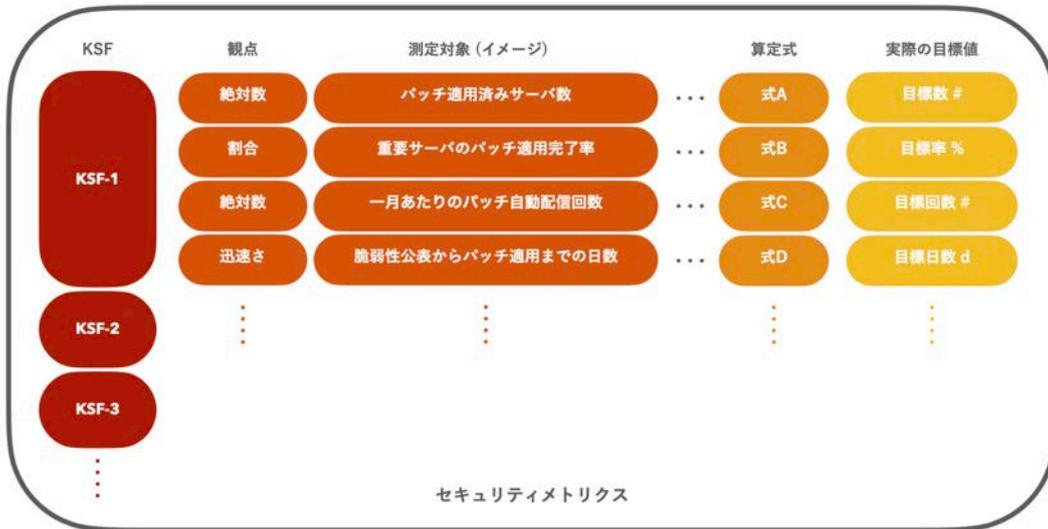 KSF 観点 測定対象 (イメージ) 算定式 実際の目標値
KSF-1
絶対数 パッチ適用済みサーバ数 ・・・ 式A 目標数 #
割合 重要サーバのパッチ適用完了率 ・・・ 式B 目標率 %
絶対数 一月あたりのパッチ自動配信回数 ・・・ 式C 目標回数 #
迅速さ 脆弱性公表からパッチ適用までの日数 ・・・ 式D 目標日数 d
KSF-2
KSF-3
セキュリティメトリクス